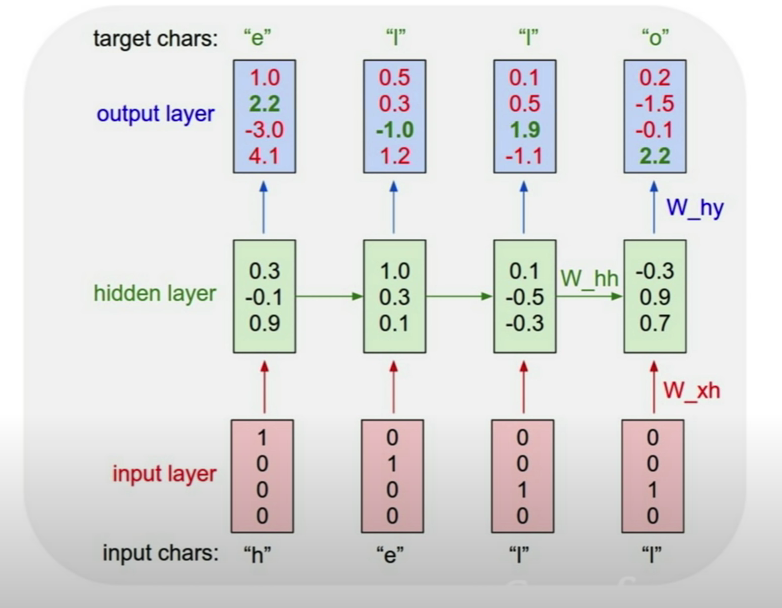 target chars: “e” “l” “l” “o”
1.0 0.5 0.1 0.2
2.2 0.3 0.5 -1.5
output layer
-3.0 -1.0 1.9 -0.1
4.1 1.2 -1.1 2.2
W_hy
0.3 1.0 0.1 W_hh -0.3
hidden layer -0.1 0.3 -0.5 0.9
0.9 0.1 -0.3 0.7
W_xh
1 0 0 0
0 1 0 0
input layer
0 0 1 1
0 0 0 0
input chars: “h” “e” “l” “l”